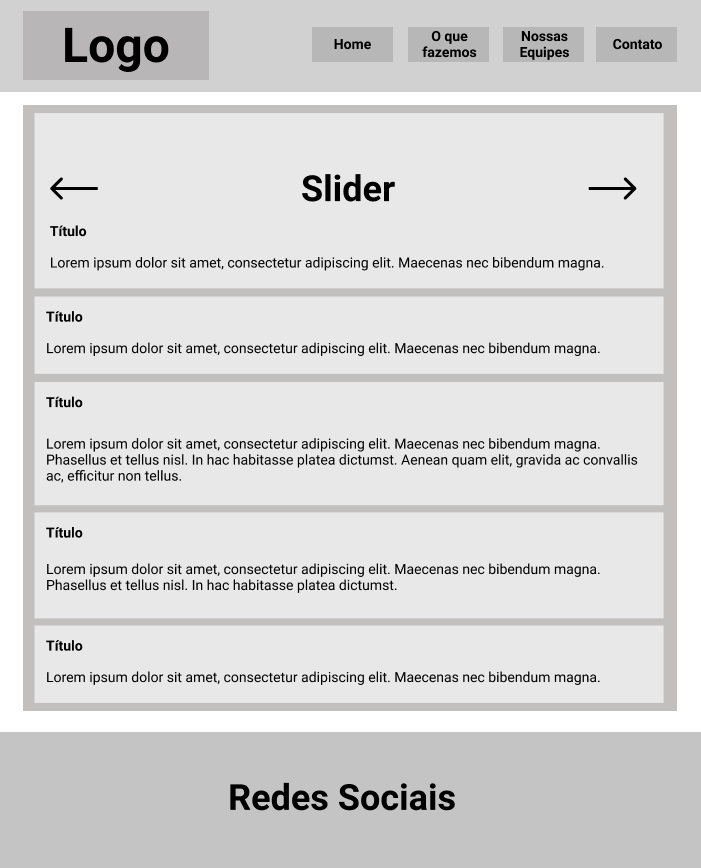 Logo
Home
O que
fazemos
Nossas
Equipes
Contato
Slider
Título
Lorem ipsum dolor sit amet, consectetur adipiscing elit. Maecenas nec bibendum magna.
Título
Lorem ipsum dolor sit amet, consectetur adipiscing elit. Maecenas nec bibendum magna.
Título
Lorem ipsum dolor sit amet, consectetur adipiscing elit. Maecenas nec bibendum magna.
Phasellus et tellus nisl. In hac habitasse platea dictumst. Aenean quam elit, gravida ac convallis
ac, efficitur non tellus.
Título
Lorem ipsum dolor sit amet, consectetur adipiscing elit. Maecenas nec bibendum magna.
Phasellus et tellus nisl. In hac habitasse platea dictumst.
Título
Lorem ipsum dolor sit amet, consectetur adipiscing elit. Maecenas nec bibendum magna.
Redes Sociais